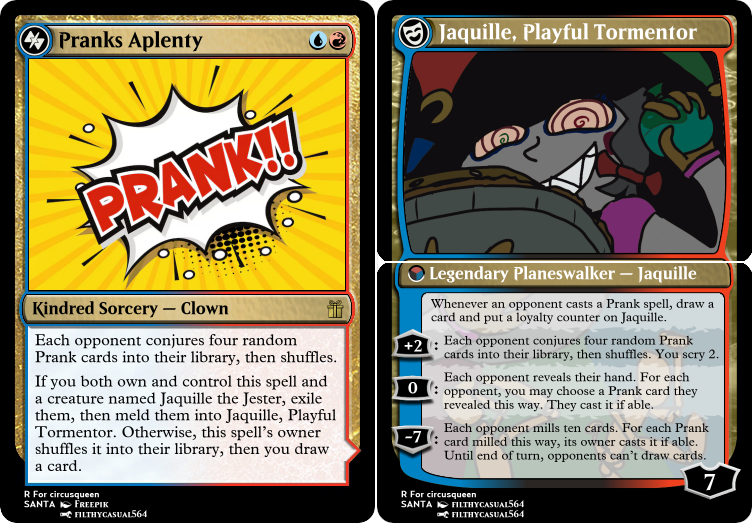 Pranks Aplenty
PRANK!!
Kindred Sorcery — Clown
Each opponent conjures four random
Prank cards into their library, then shuffles.
If you both own and control this spell and
a creature named Jaquille the Jester, exile
them, then meld them into Jaquille, Playful
Tormentor. Otherwise, this spell's owner
shuffles it into their library, then you draw
a card.
R For circusqueen
SANTA Freepik
filthycasual564
Jaquille, Playful Tormentor
Legendary Planeswalker — Jaquille
Whenever an opponent casts a Prank spell, draw a
card and put a loyalty counter on Jaquille.
+2 : Each opponent conjures four random Prank
cards into their library, then shuffles. You scry 2.
0 : Each opponent reveals their hand. For each
opponent, you may choose a Prank card they
revealed this way. They cast it if able.
-7 : Each opponent mills ten cards. For each Prank
card milled this way, its owner casts it if able.
Until end of turn, opponents can't draw cards.
7
R For circusqueen
SANTA filthycasual564
filthycasual564